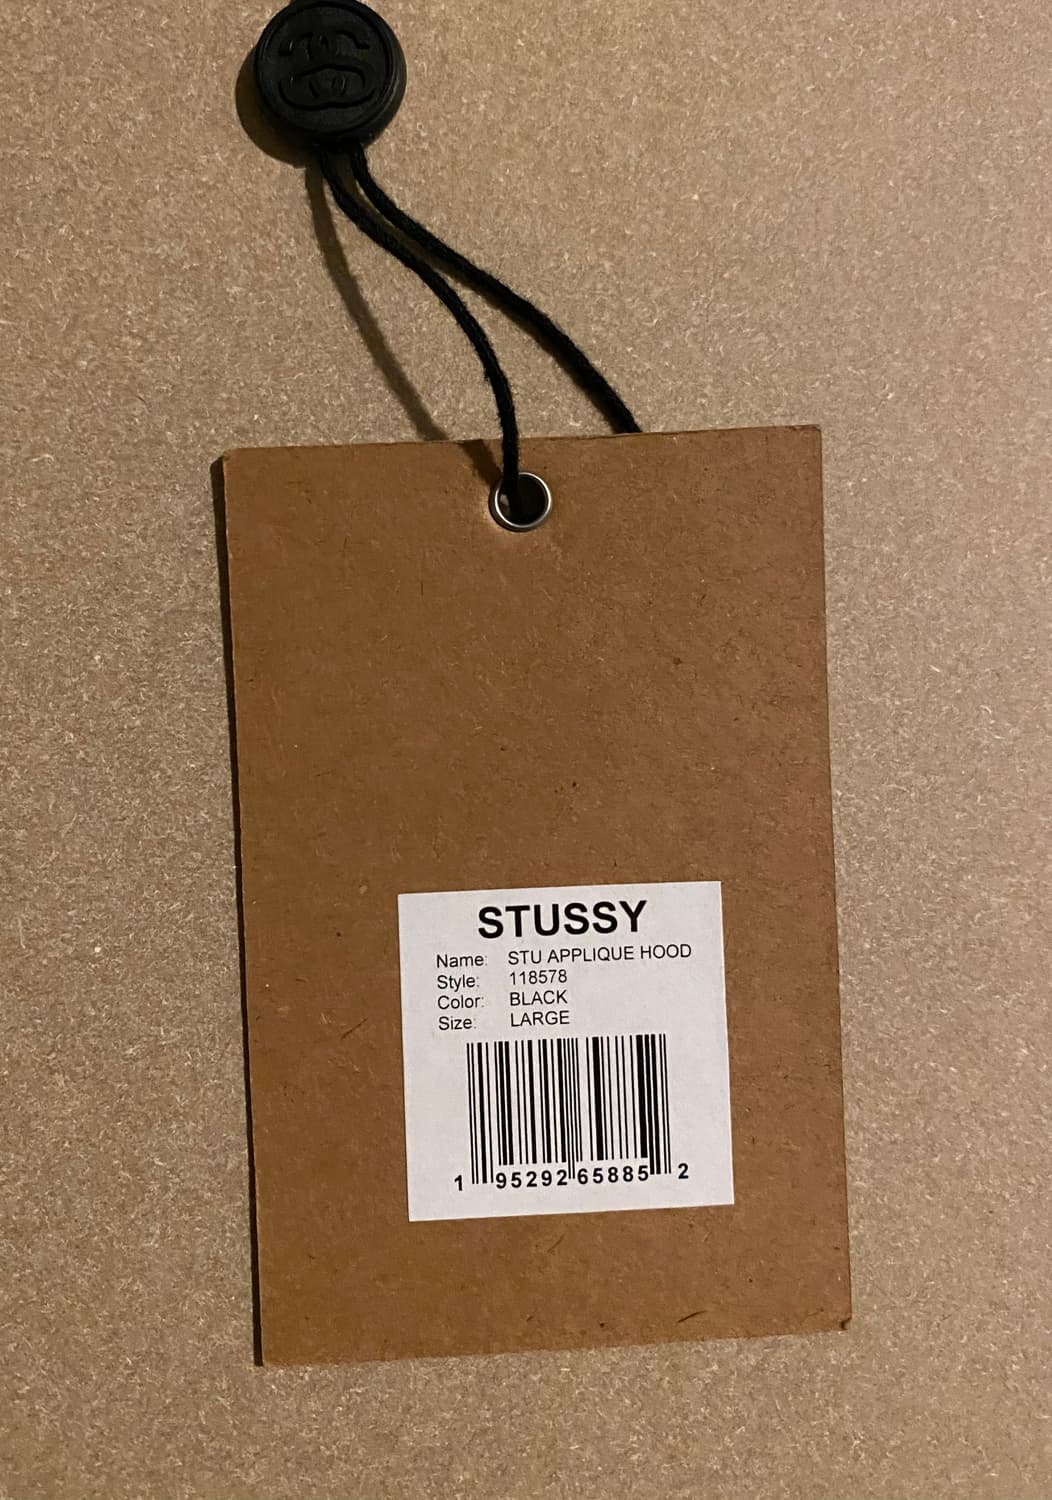 STUSSY
Name: STU APPLIQUE HOOD
Style: 118578
Color: BLACK
Size: LARGE
1 95292 65885 2